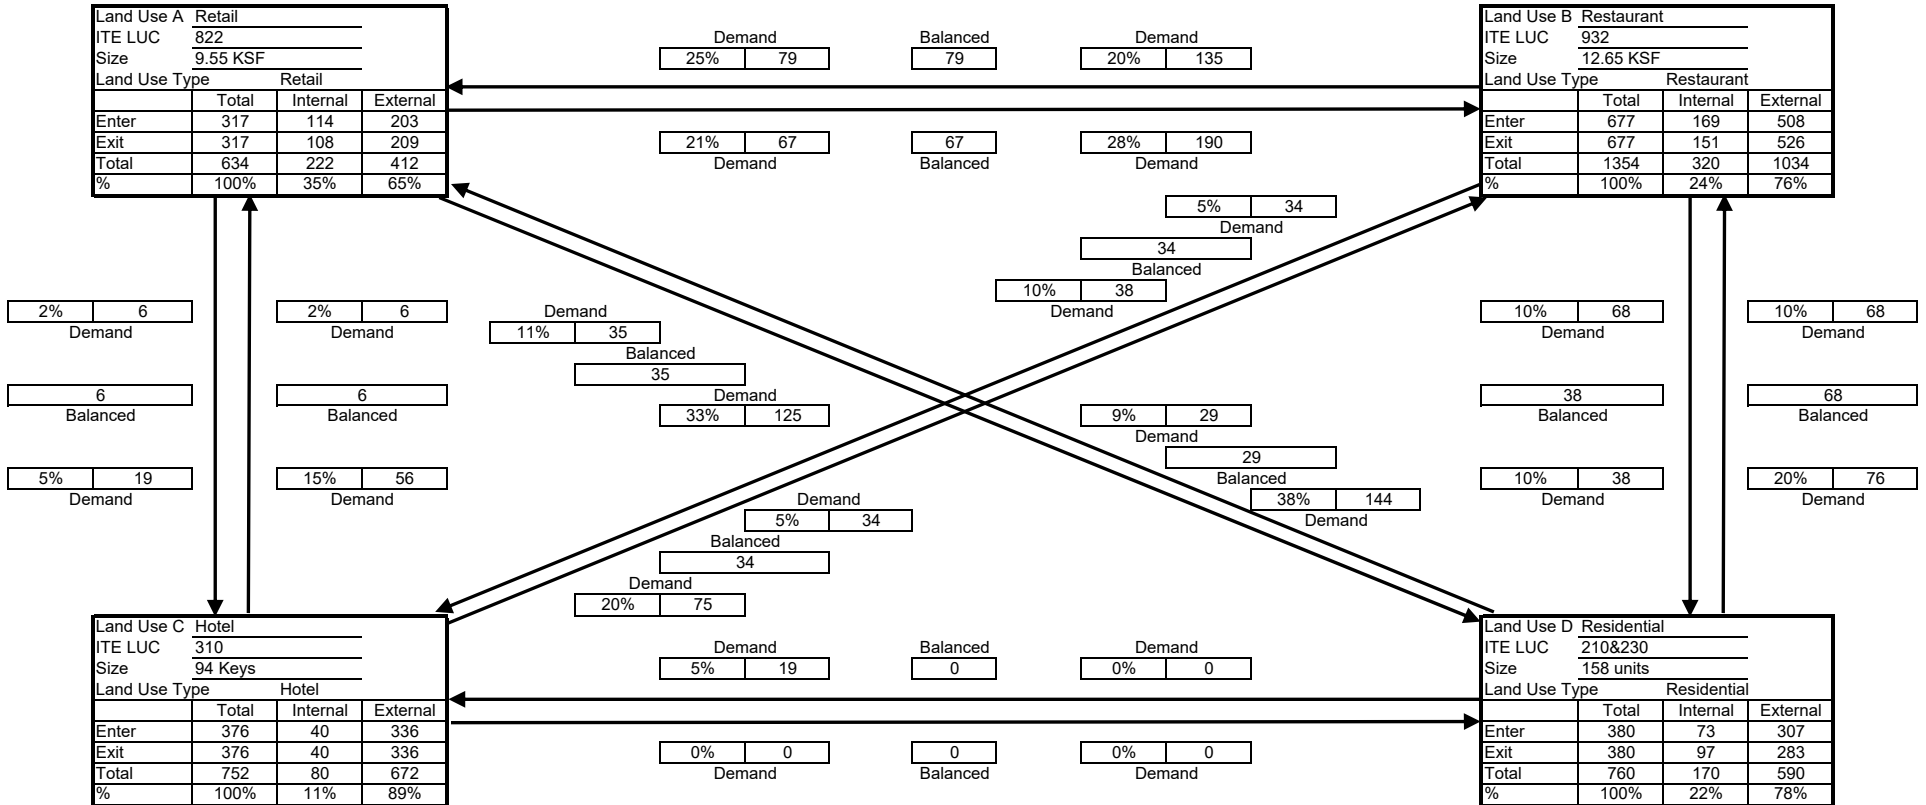 Land Use A Retail
ITE LUC 822
Size 9.55 KSF
Land Use Type Retail
Total Internal External
Enter 317 114 203
Exit 317 108 209
Total 634 222 412
% 100% 35% 65%
Demand Balanced Demand
25% 79 79 20% 135
21% 67 67 28% 190
Demand Balanced Demand
Land Use B Restaurant
ITE LUC 932
Size 12.65 KSF
Land Use Type Restaurant
Total Internal External
Enter 677 169 508
Exit 677 151 526
Total 1354 320 1034
% 100% 24% 76%
5% 34
Demand
34
Balanced
10% 38
Demand
2% 6
Demand
6
Balanced
5% 19
Demand
2% 6
Demand
6
Balanced
15% 56
Demand
Demand
11% 35
Balanced
35
Demand
33% 125
9% 29
Demand
29
Balanced
38% 144
Demand
10% 68
Demand
38
Balanced
10% 38
Demand
10% 68
Demand
68
Balanced
20% 76
Demand
Demand
5% 34
Balanced
34
Demand
20% 75
Land Use C Hotel
ITE LUC 310
Size 94 Keys
Land Use Type Hotel
Total Internal External
Enter 376 40 336
Exit 376 40 336
Total 752 80 672
% 100% 11% 89%
Demand Balanced Demand
5% 19 0 0% 0
0% 0 0 0% 0
Demand Balanced Demand
Land Use D Residential
ITE LUC 210&230
Size 158 units
Land Use Type Residential
Total Internal External
Enter 380 73 307
Exit 380 97 283
Total 760 170 590
% 100% 22% 78%